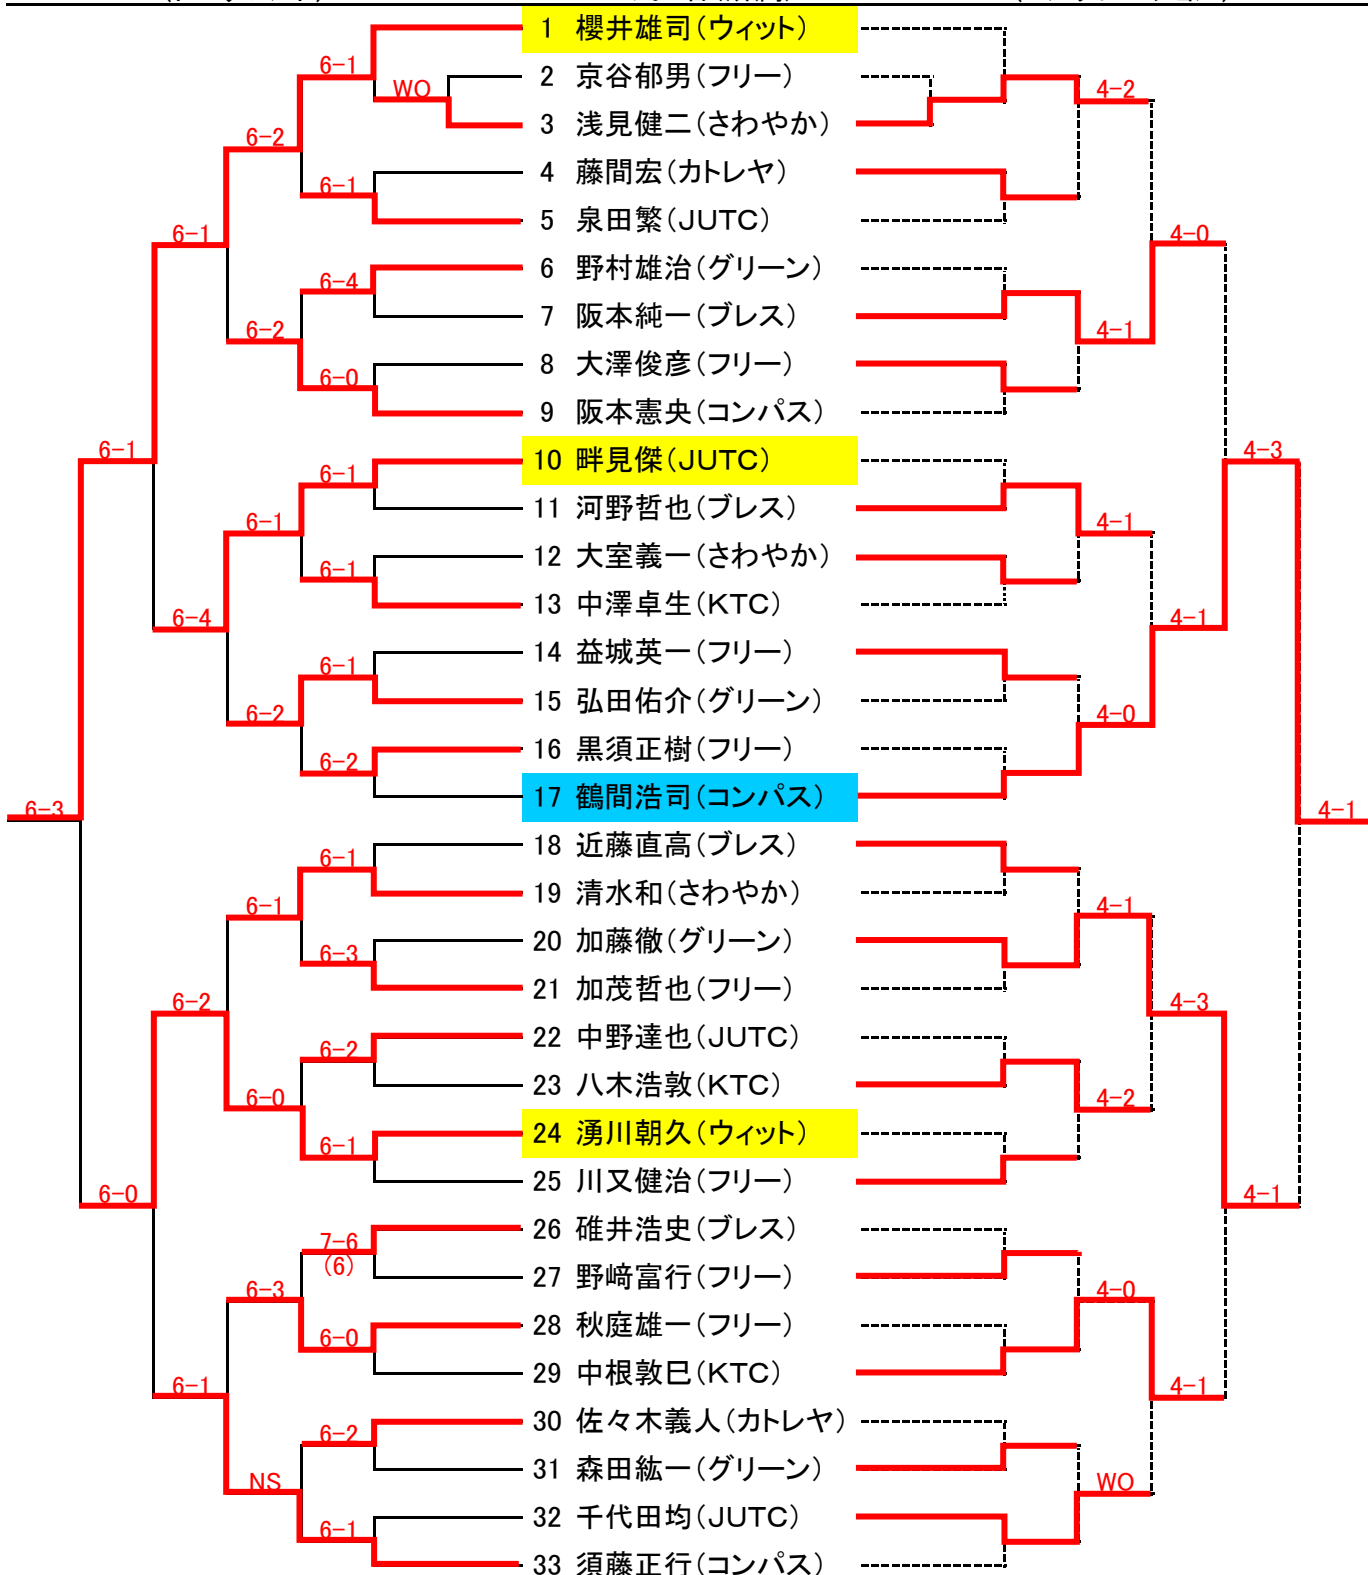 1 櫻井雄司(ウィット)
6-1
WO
2 京谷郁男(フリー)
4-2
3 浅見健二(さわやか)
6-2
4 藤間宏(カトレヤ)
6-1
5 泉田繁(JUTC)
6-1
4-0
6 野村雄治(グリーン)
6-4
7 阪本純一(ブレス)
6-2
4-1
8 大澤俊彦(フリー)
6-0
9 阪本憲央(コンパス)
6-1
4-3
10 畔見傑(JUTC)
6-1
11 河野哲也(ブレス)
6-1
4-1
12 大室義一(さわやか)
6-1
13 中澤卓生(KTC)
6-4
4-1
14 益城英一(フリー)
6-1
15 弘田佑介(グリーン)
6-2
4-0
16 黒須正樹(フリー)
6-2
17 鶴間浩司(コンパス)
6-3
4-1
18 近藤直高(ブレス)
6-1
19 清水和(さわやか)
6-1
4-1
20 加藤徹(グリーン)
6-3
21 加茂哲也(フリー)
6-2
4-3
22 中野達也(JUTC)
6-2
23 八木浩敦(KTC)
6-0
4-2
24 湧川朝久(ウィット)
6-1
25 川又健治(フリー)
6-0
4-1
26 碓井浩史(ブレス)
7-6
(6)
27 野﨑富行(フリー)
6-3
4-0
28 秋庭雄一(フリー)
6-0
29 中根敦巳(KTC)
6-1
4-1
30 佐々木義人(カトレヤ)
6-2
31 森田紘一(グリーン)
NS
WO
32 千代田均(JUTC)
6-1
33 須藤正行(コンパス)